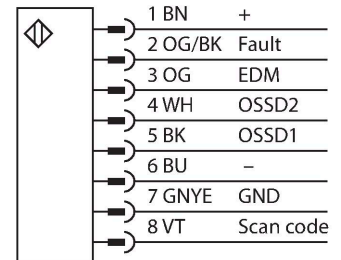 1 BN +
2 OG/BK Fault
3 OG EDM
4 WH OSSD2
5 BK OSSD1
6 BU –
7 GNYE GND
8 VT Scan code